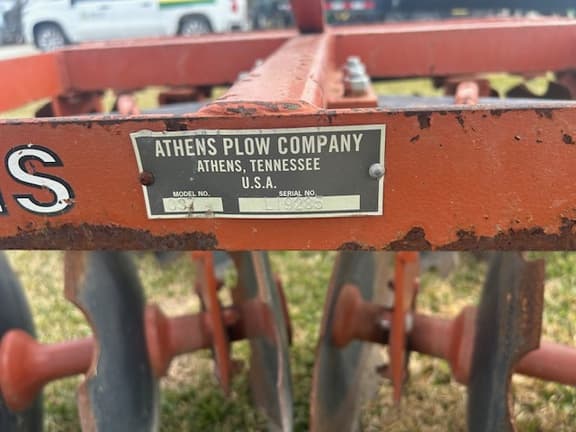 ATHENS PLOW COMPANY
ATHENS, TENNESSEE
U.S.A.
MODEL NO. SERIAL NO.